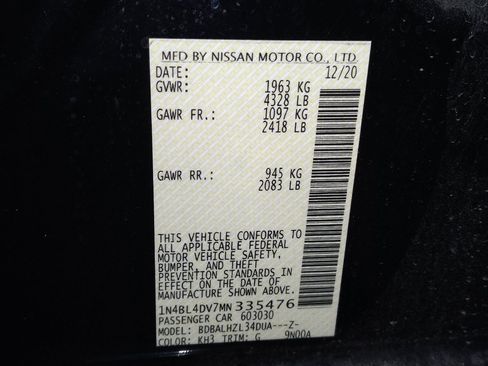 MFD BY NISSAN MOTOR CO., LTD
DATE: 12/20
GVWR: 1963 KG
4328 LB
GAWR FR.: 1097 KG
2418 LB
GAWR RR.: 945 KG
2083 LB
THIS VEHICLE CONFORMS TO
ALL APPLICABLE FEDERAL
MOTOR VEHICLE SAFETY,
BUMPER, AND THEFT
PREVENTION STANDARDS IN
EFFECT ON THE DATE OF
MANUFACTURE SHOWN ABOVE.
1N4BL4DV7MN335476
PASSENGER CAR 603030
MODEL: BDBALHZL34DUA---Z-
COLOR: KH3 TRIM: G 9N00A